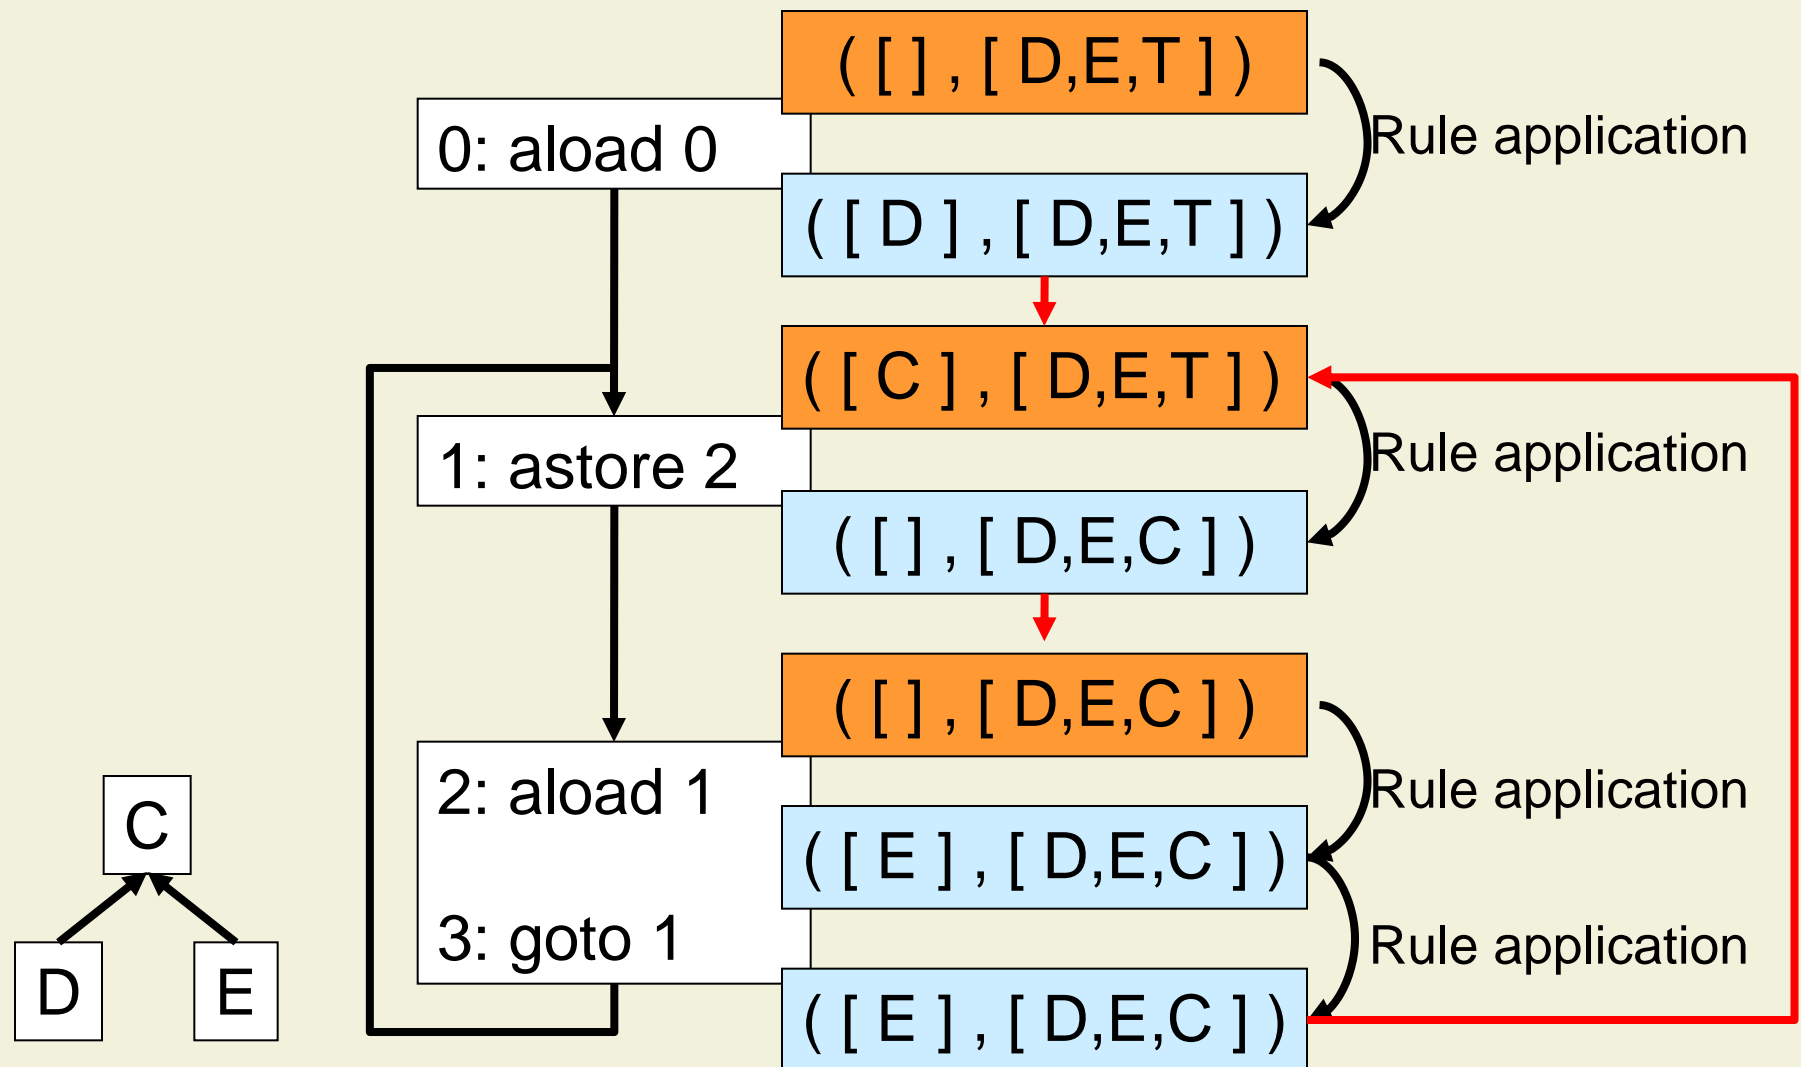 ( [ ] , [ D,E,T ] )
0: aload 0
Rule application
( [ D ] , [ D,E,T ] )
( [ C ] , [ D,E,T ] )
1: astore 2
Rule application
( [ ] , [ D,E,C ] )
( [ ] , [ D,E,C ] )
2: aload 1
Rule application
C
( [ E ] , [ D,E,C ] )
3: goto 1
Rule application
D
E
( [ E ] , [ D,E,C ] )